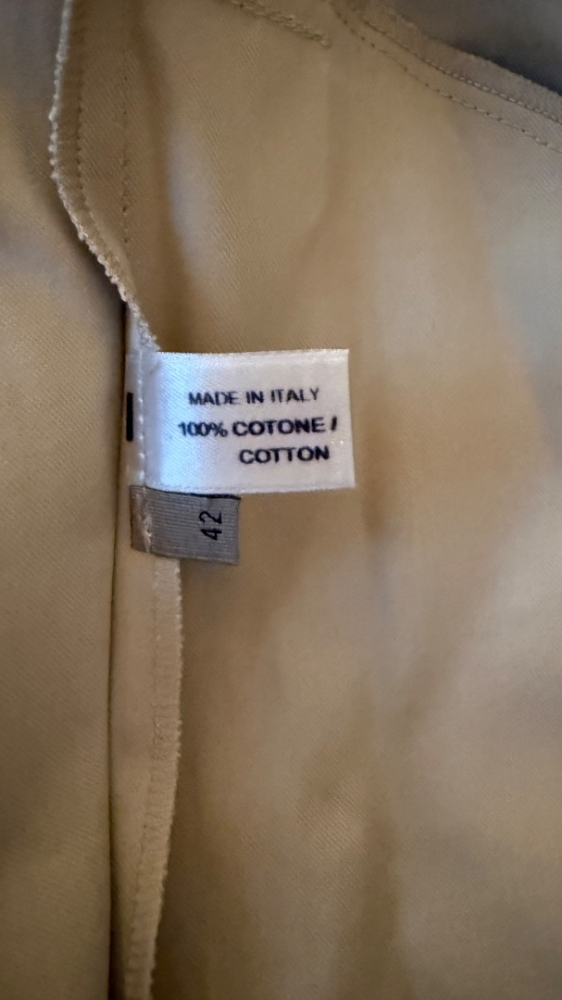 MADE IN ITALY
100% COTONE /
COTTON
42